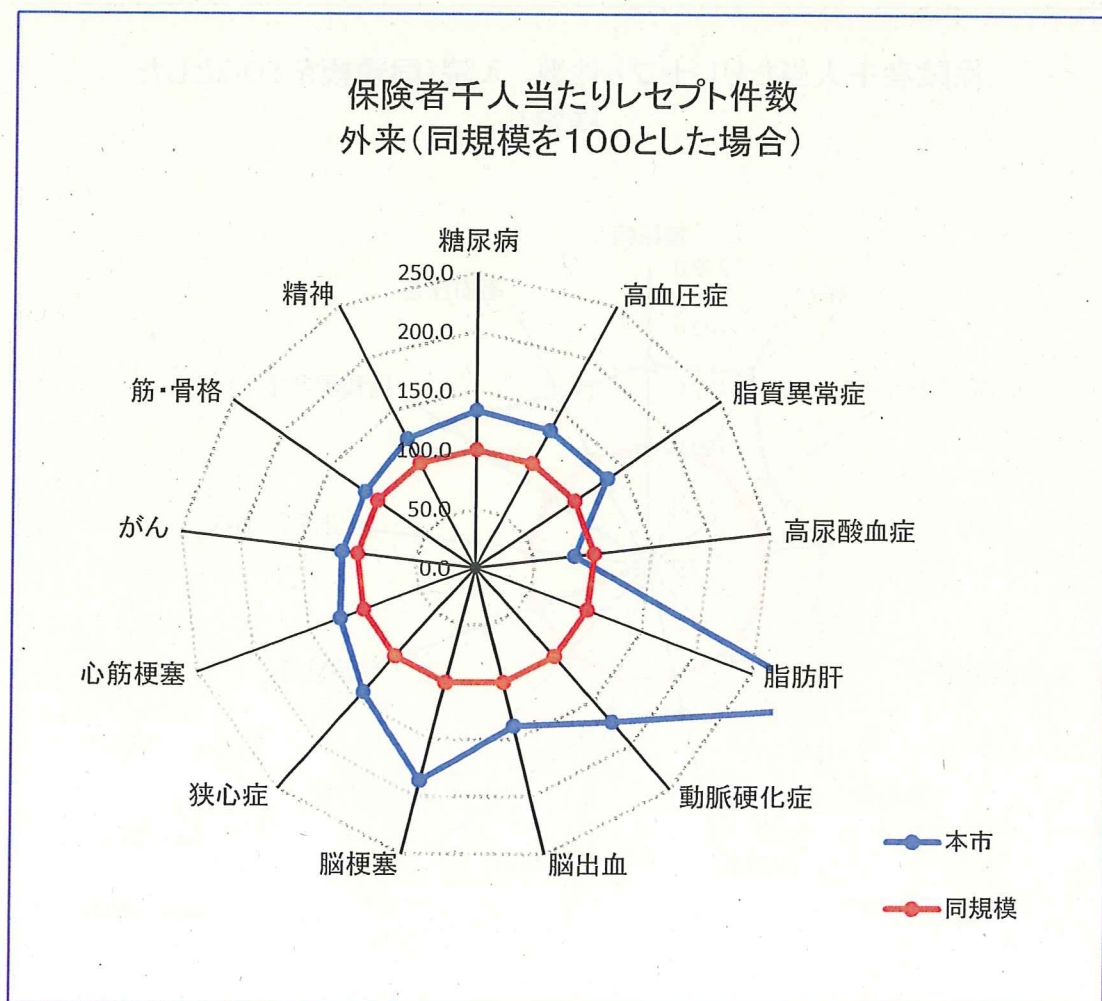 保険者千人当たりレセプト件数
外来(同規模を100とした場合)
糖尿病
高血圧症
脂質異常症
高尿酸血症
脂肪肝
動脈硬化症
脳出血
脳梗塞
狭心症
心筋梗塞
がん
筋・骨格
精神
250.0
200.0
150.0
100.0
50.0
0.0
本市
同規模